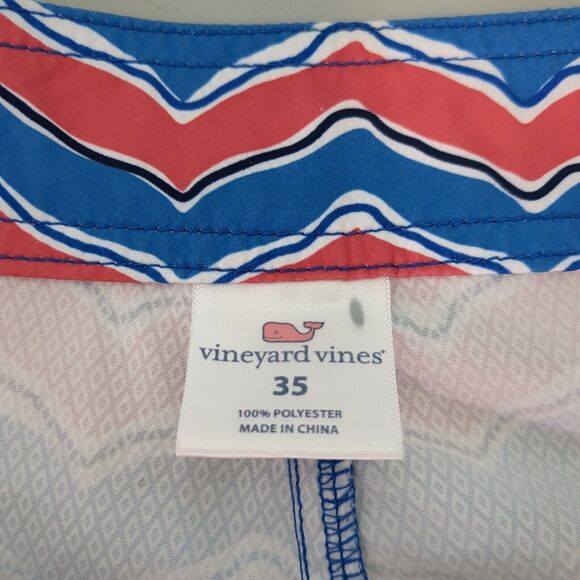 vineyard vines®
35
100% POLYESTER
MADE IN CHINA